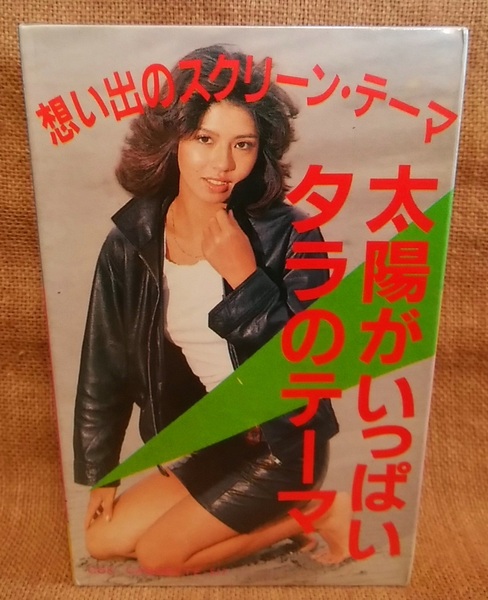 想い出のスクリーン・テーマ
太陽がいっぱい
タラのテーマ